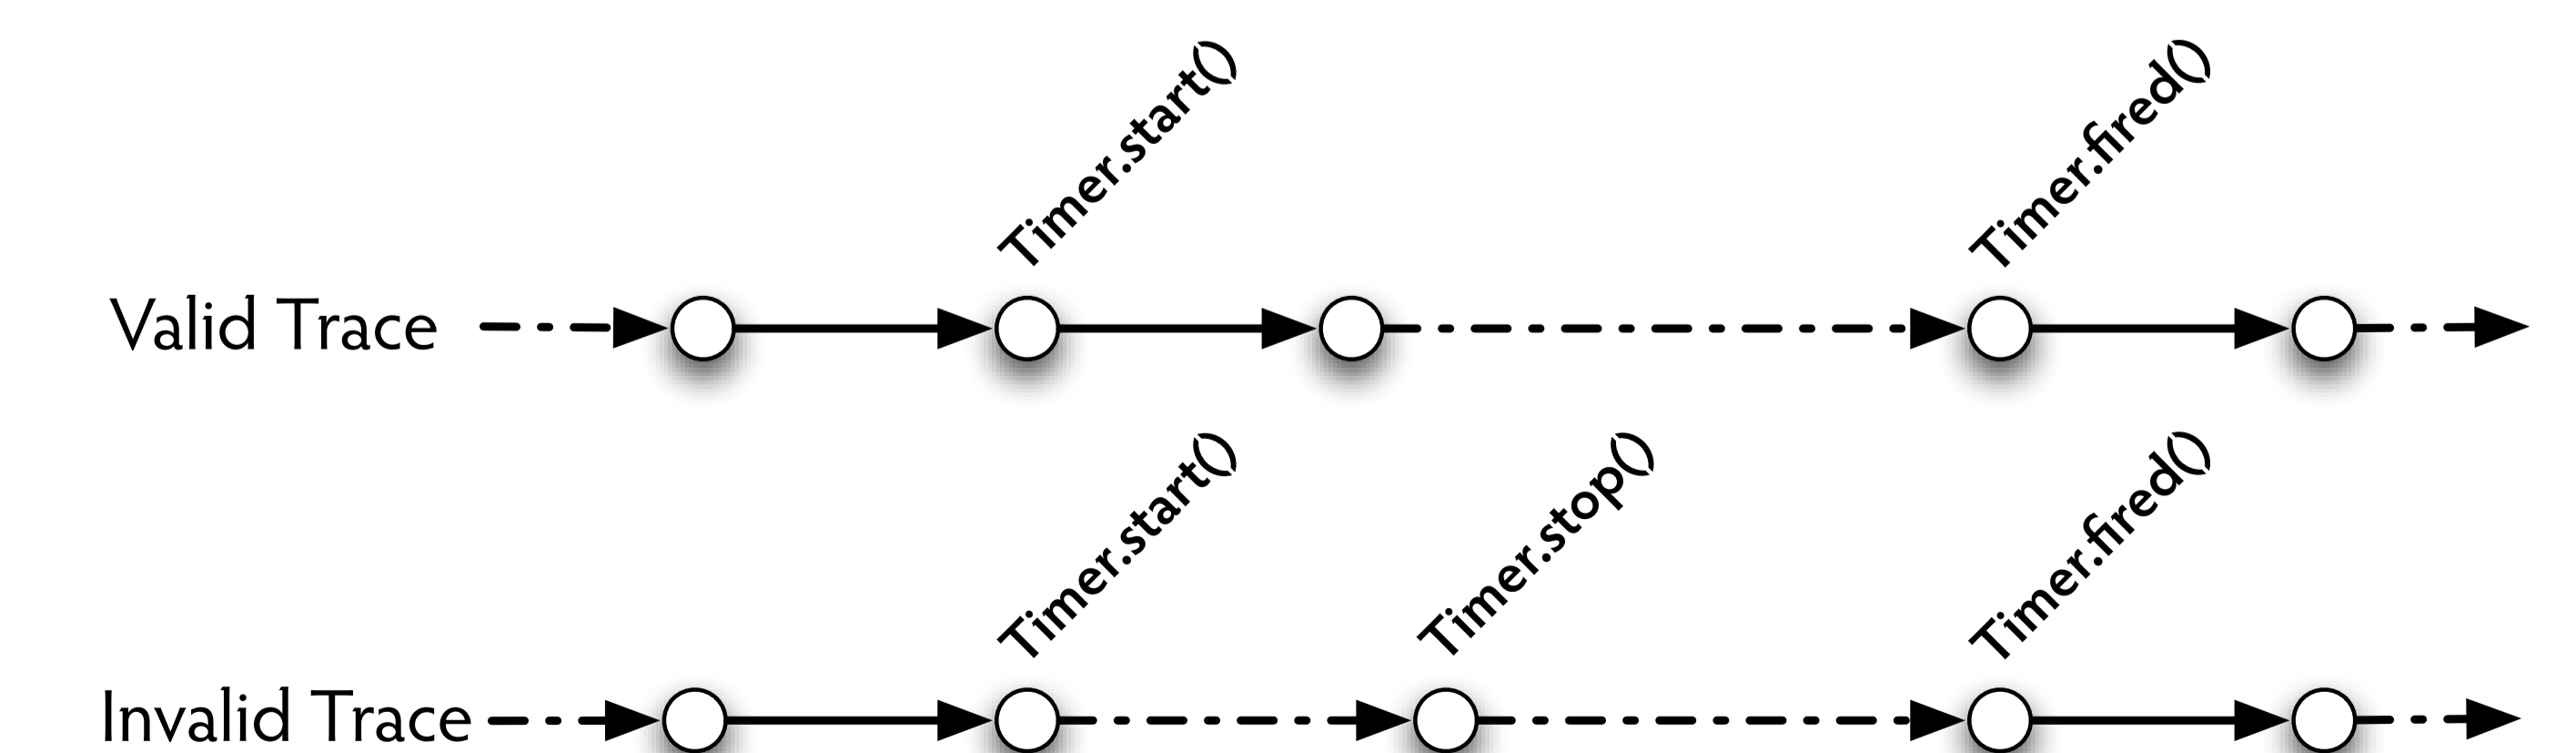 Timer.start()
Timer.fired()
Valid Trace
Timer.start()
Timer.stop()
Timer.fired()
Invalid Trace